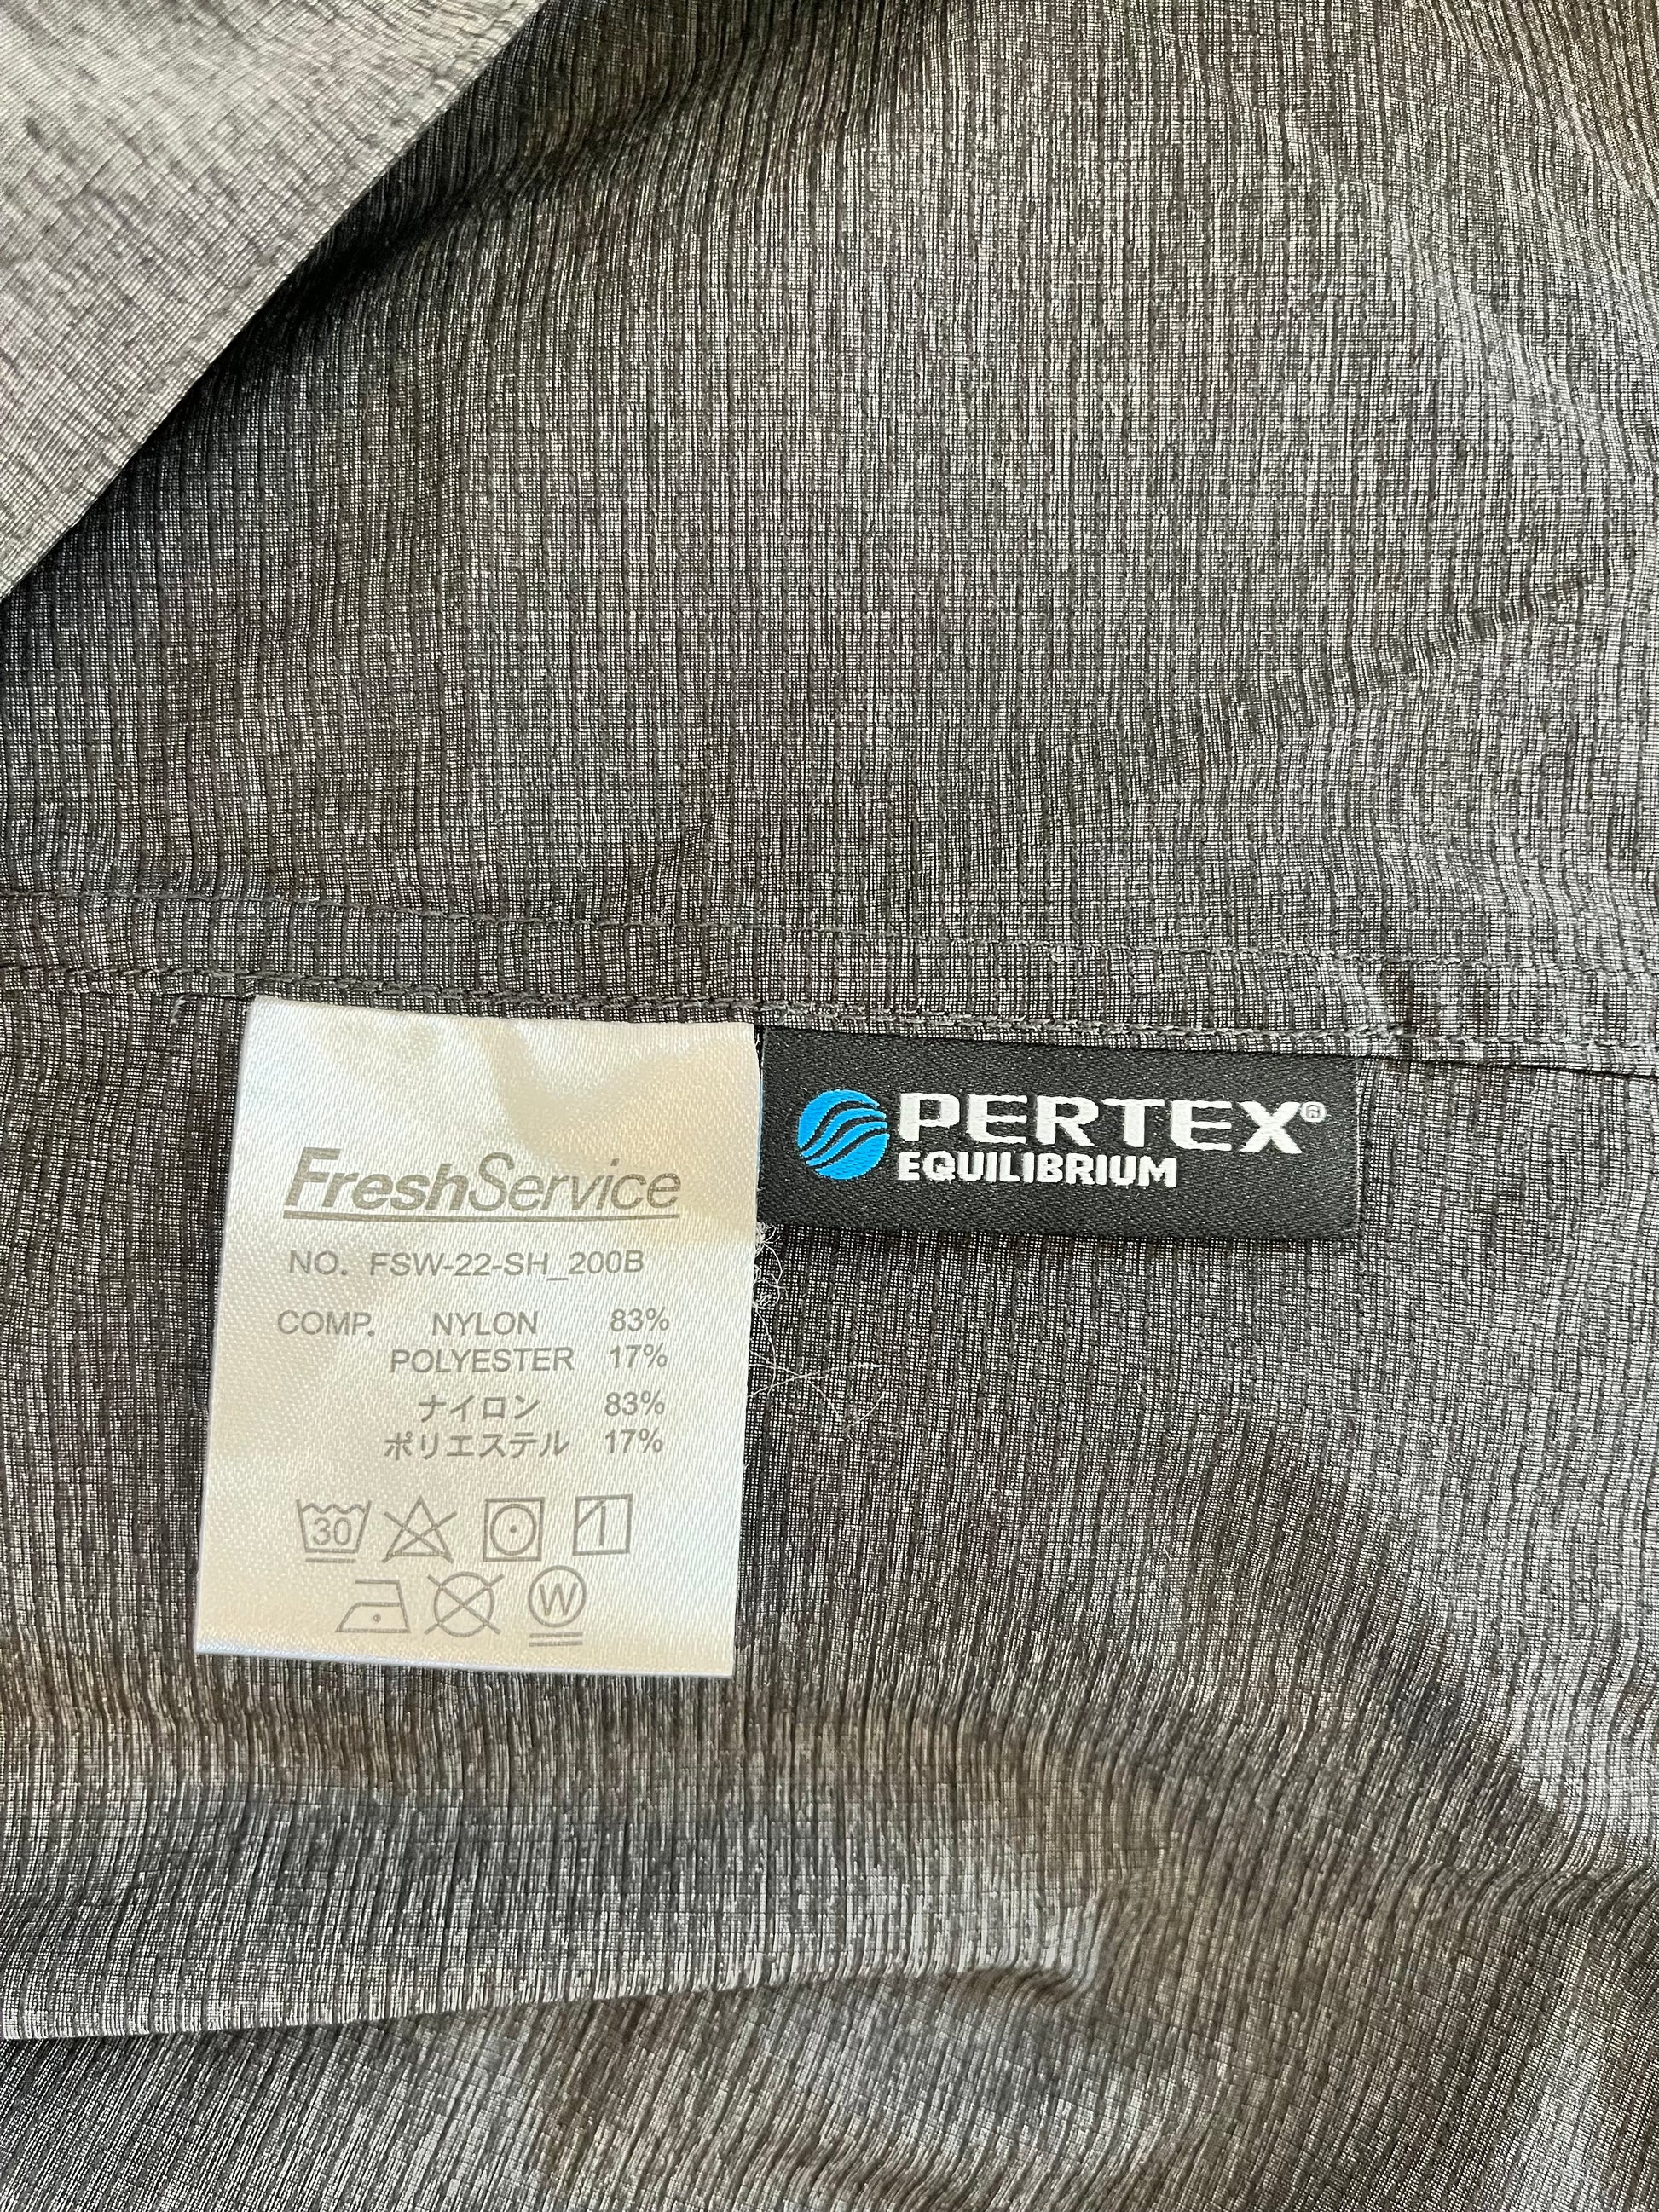 FreshService
NO. FSW-22-SH_200B
COMP. NYLON 83%
POLYESTER 17%
ナイロン 83%
ポリエステル 17%
30
W
PERTEX®
EQUILIBRIUM